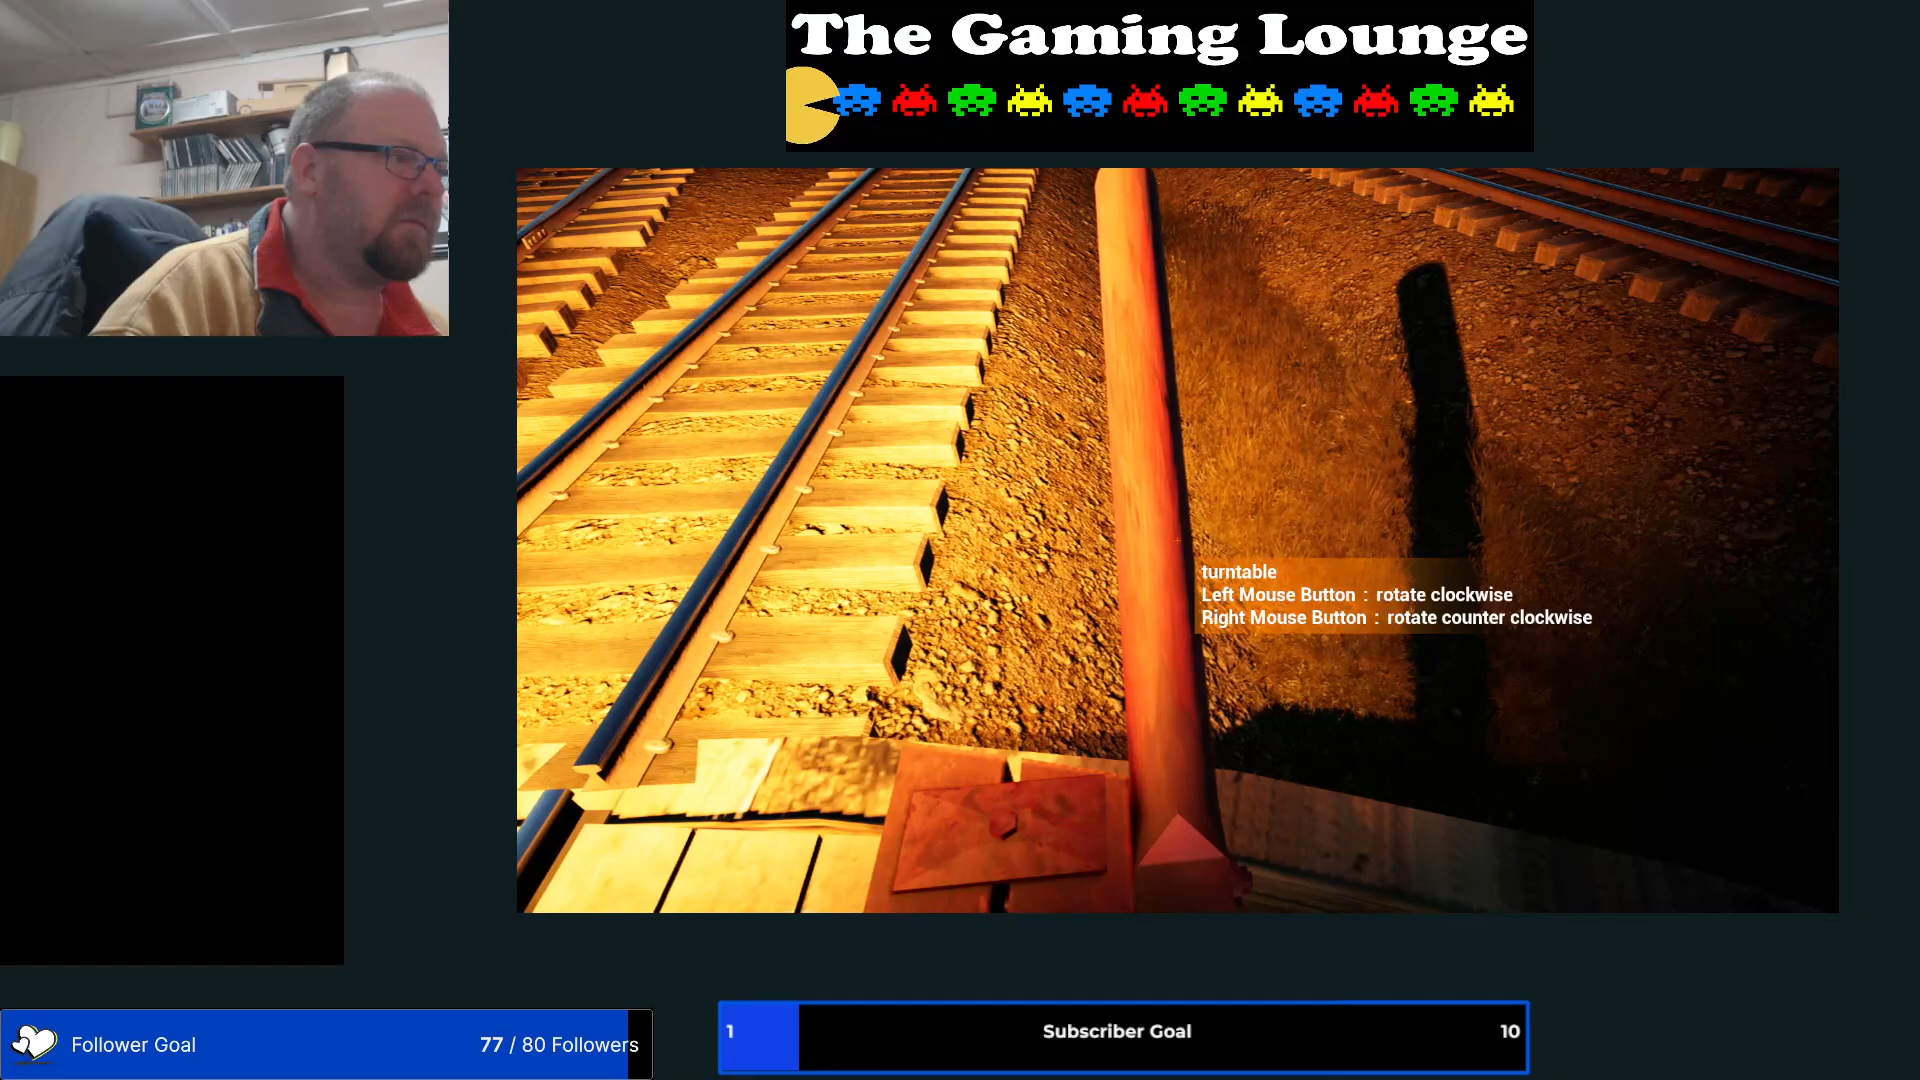 The Gaming Lounge
turntable
Left Mouse Button : rotate clockwise
Right Mouse Button : rotate counter clockwise
Follower Goal
77 / 80 Followers
1
Subscriber Goal
10